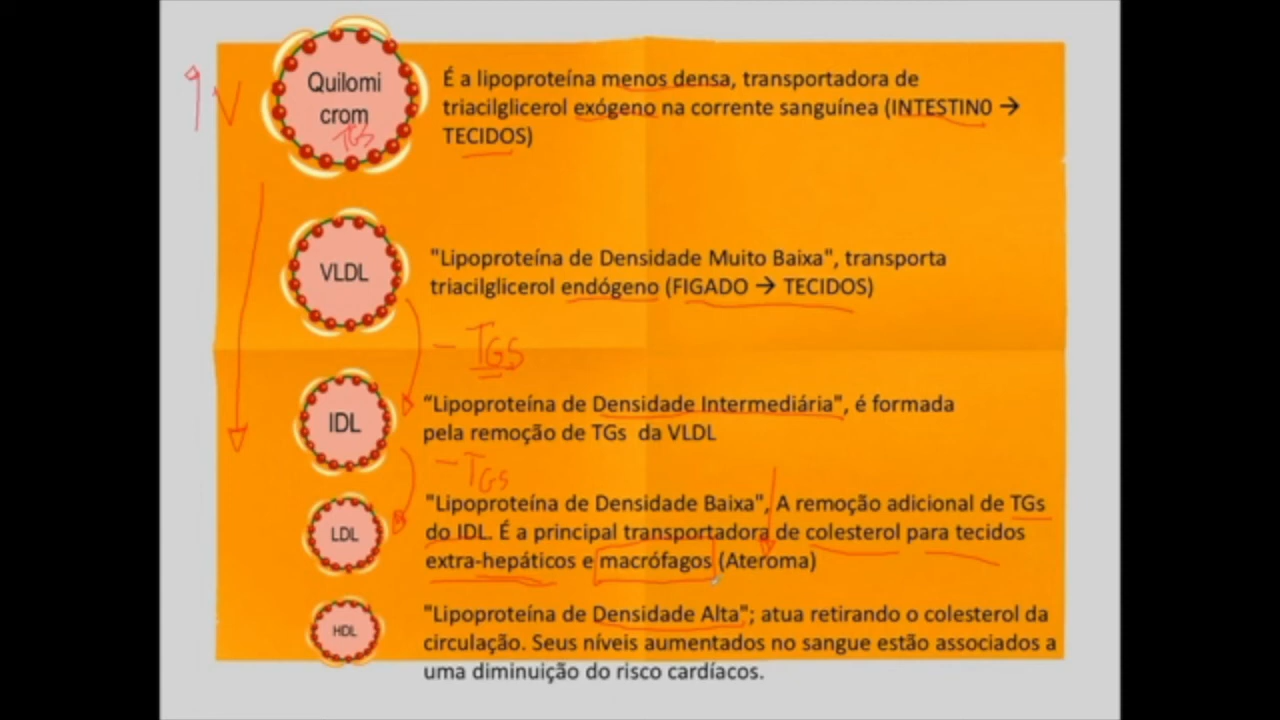 Quilomi
crom
TGS
É a lipoproteína menos densa, transportadora de
triacilglicerol exógeno na corrente sanguínea (INTESTINO →
TECIDOS)
VLDL
"Lipoproteína de Densidade Muito Baixa", transporta
triacilglicerol endógeno (FIGADO → TECIDOS)
- TGS
IDL
“Lipoproteína de Densidade Intermediária", é formada
pela remoção de TGs da VLDL
- TGS
LDL
"Lipoproteína de Densidade Baixa", A remoção adicional de TGs
do IDL. É a principal transportadora de colesterol para tecidos
extra-hepáticos e macrófagos (Ateroma)
HDL
"Lipoproteína de Densidade Alta"; atua retirando o colesterol da
circulação. Seus níveis aumentados no sangue estão associados a
uma diminuição do risco cardíacos.